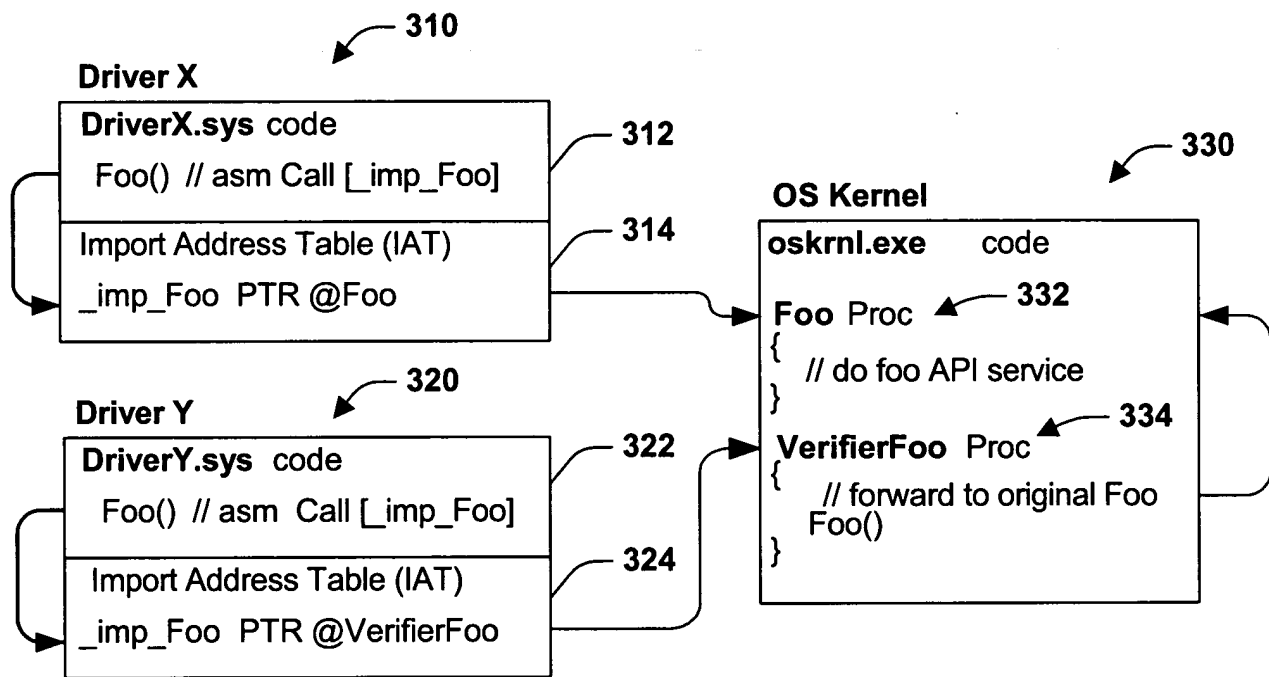 310
Driver X
DriverX.sys code
312
Foo() // asm Call [_imp_Foo]
Import Address Table (IAT)
314
_imp_Foo PTR @Foo
320
Driver Y
DriverY.sys code
322
Foo() // asm Call [_imp_Foo]
Import Address Table (IAT)
324
_imp_Foo PTR @VerifierFoo
330
OS Kernel
oskrnl.exe code
332
Foo Proc
{
// do foo API service
}
334
VerifierFoo Proc
{
// forward to original Foo
Foo()
}